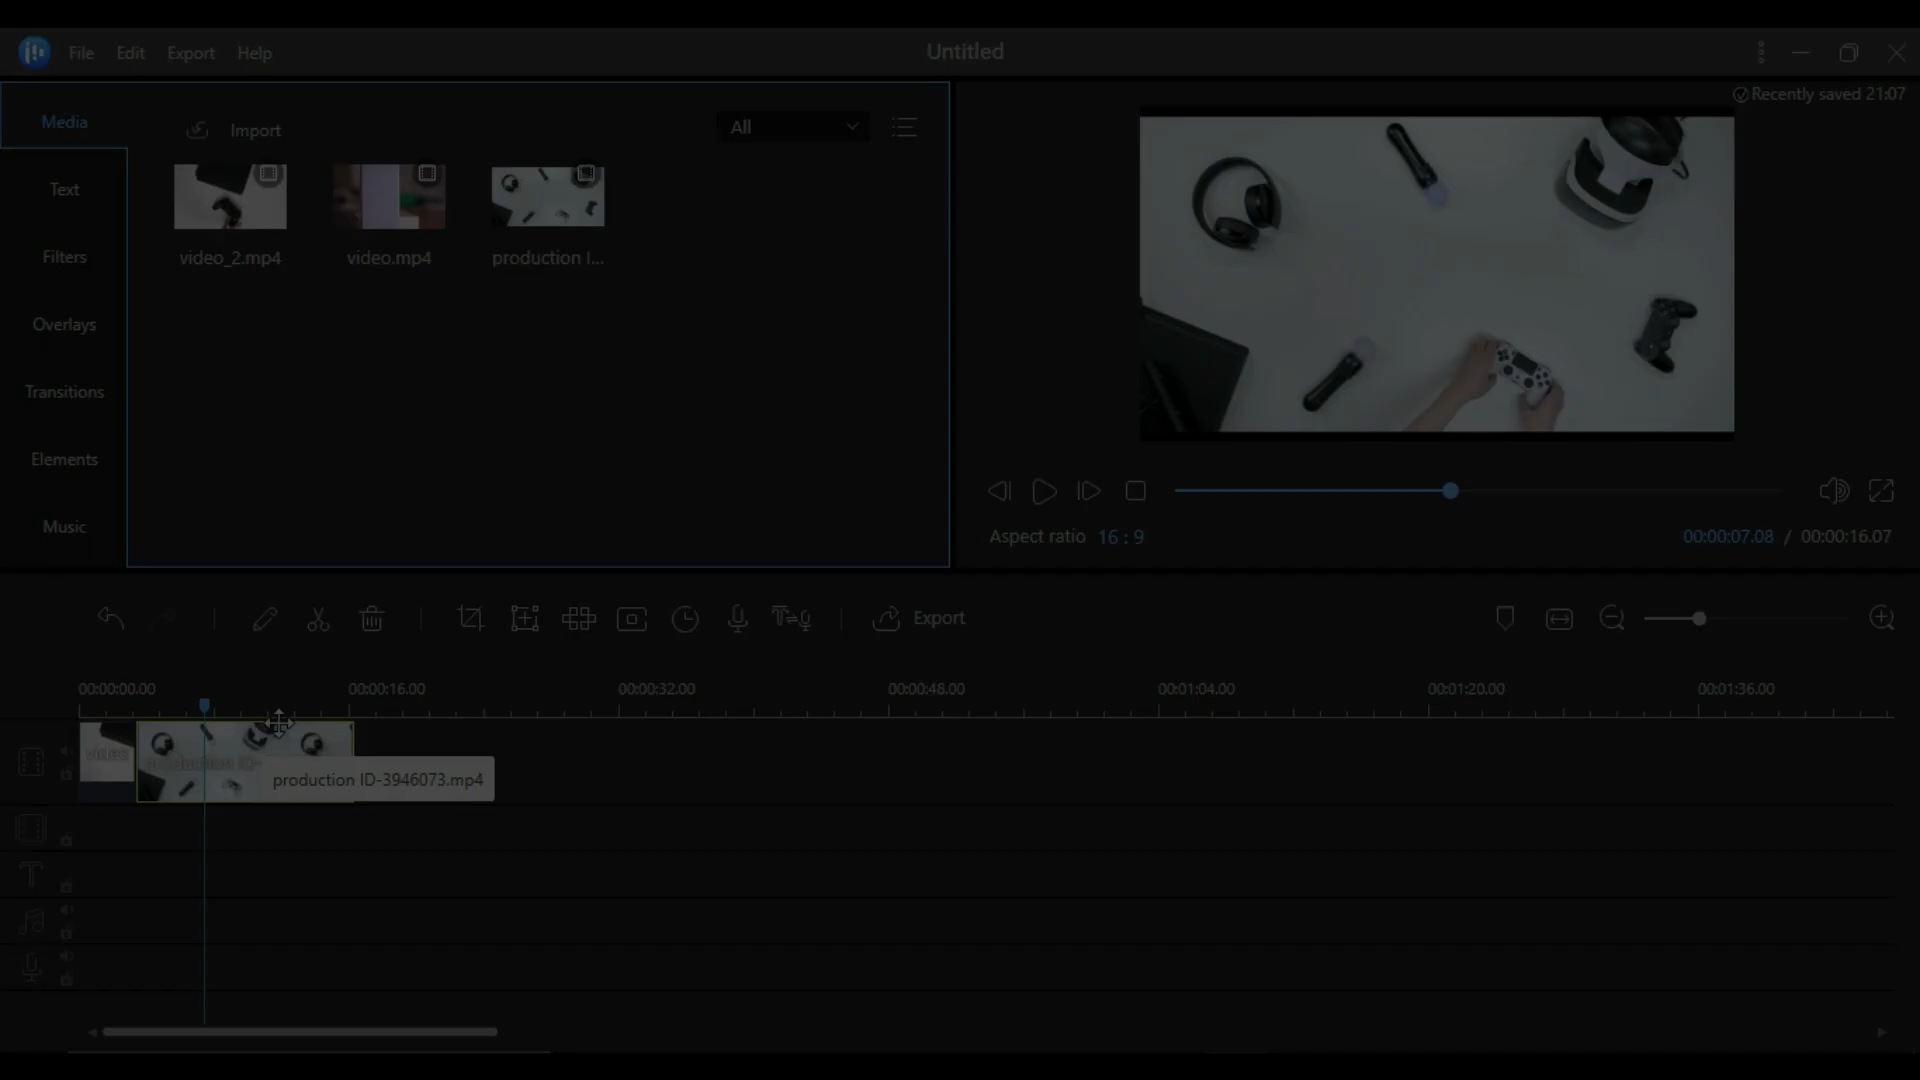 File Edit Export Help
Untitled
Recently saved 21:07
Media
Import
All
Text
Filters
Overlays
Transitions
Elements
Music
video_2.mp4
video.mp4
production I...
Aspect ratio 16 : 9
00:00:07.08 / 00:00:16.07
Export
00:00:00.00
00:00:16.00
00:00:32.00
00:00:48.00
00:01:04.00
00:01:20.00
00:01:36.00
video
production ID-
production ID-3946073.mp4